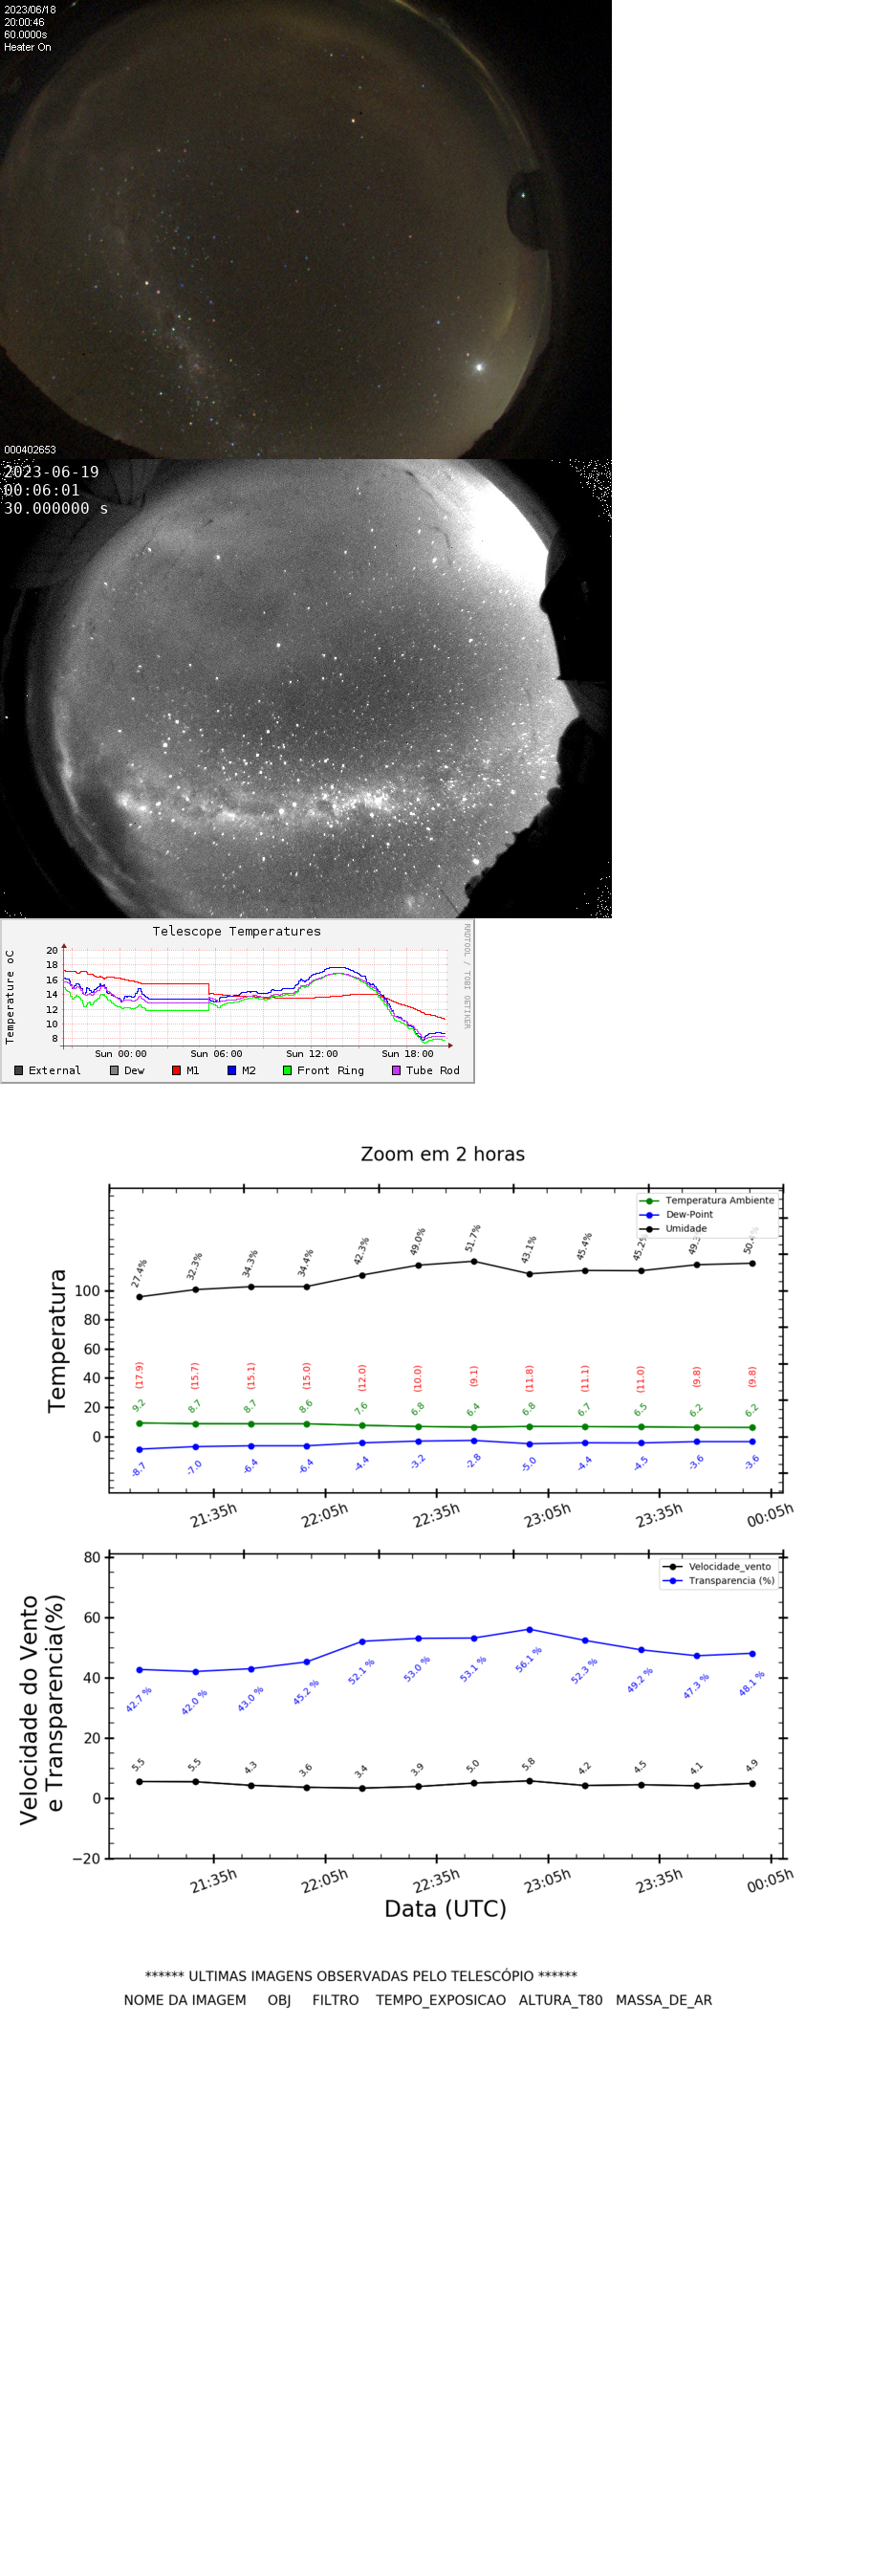 2023/06/18
20:00:46
60.0000s
Heater On
000402653
2023-06-19
00:06:01
30.000000 s
Telescope Temperatures
RRDTOOL / TOBI OETIKER
Temperature oC
20
18
16
14
12
10
8
Sun 00:00 Sun 06:00 Sun 12:00 Sun 18:00
External Dew M1 M2 Front Ring Tube Rod
Zoom em 2 horas
Temperatura Ambiente
Dew-Point
Umidade
Temperatura
27.4% 32.3% 34.3% 34.4% 42.3% 49.0% 51.7% 43.1% 45.4%
100
80
60
40
20
0
(17.9) (15.7) (15.1) (15.0) (12.0) (10.0) (9.1) (11.8) (11.1) (11.0) (9.8) (9.8)
9.2 8.7 8.7 8.6 7.6 6.8 6.4 6.8 6.7 6.5 6.2 6.2
-8.7 -7.0 -6.4 -6.4 -4.4 -3.2 -2.8 -5.0 -4.4 -4.5 -3.6 -3.6
21:35h 22:05h 22:35h 23:05h 23:35h 00:05h
Velocidade_vento
Transparencia (%)
Velocidade do Vento
e Transparencia(%)
80
60
40
20
0
−20
42.7 % 42.0 % 43.0 % 45.2 % 52.1 % 53.0 % 53.1 % 56.1 % 52.3 % 49.2 % 47.3 % 48.1 %
5.5 5.5 4.3 3.6 3.4 3.9 5.0 5.8 4.2 4.5 4.1 4.9
21:35h 22:05h 22:35h 23:05h 23:35h 00:05h
Data (UTC)
****** ULTIMAS IMAGENS OBSERVADAS PELO TELESCÓPIO ******
NOME DA IMAGEM OBJ FILTRO TEMPO_EXPOSICAO ALTURA_T80 MASSA_DE_AR